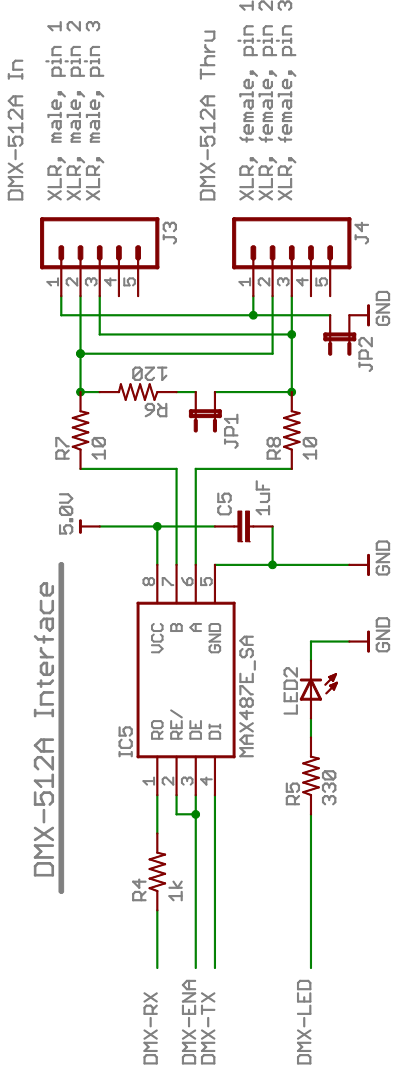 DMX-512A Interface
DMX-512A In
XLR, male, pin 1
XLR, male, pin 2
XLR, male, pin 3
DMX-512A Thru
XLR, female, pin 1
XLR, female, pin 2
XLR, female, pin 3
J3
1
2
3
4
5
J4
1
2
3
4
5
JP2
GND
R7
10
R6
120
JP1
R8
10
5.0V
C5
1uF
GND
IC5
MAX487E_SA
RO
RE/
DE
DI
VCC
B
A
GND
1
2
3
4
8
7
6
5
R4
1k
LED2
R5
330
GND
DMX-RX
DMX-ENA
DMX-TX
DMX-LED